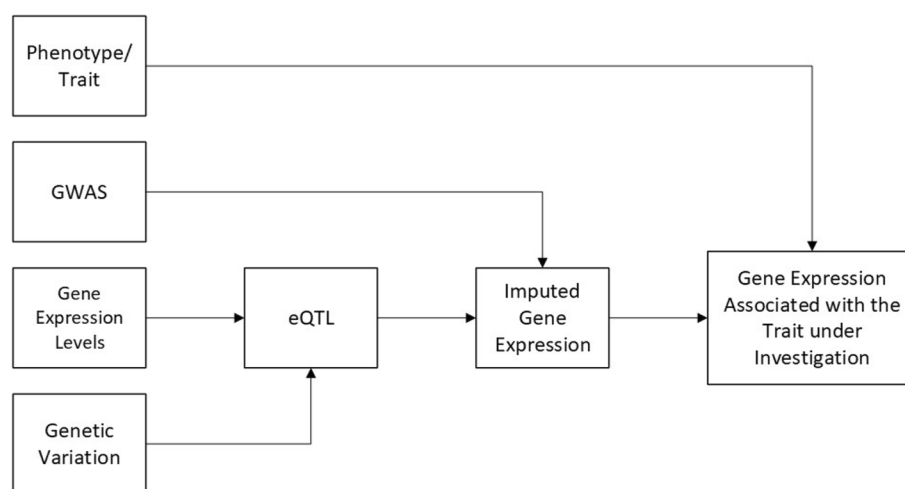 Phenotype/
Trait
GWAS
Gene
Expression
Levels
eQTL
Imputed
Gene
Expression
Gene Expression
Associated with the
Trait under
Investigation
Genetic
Variation